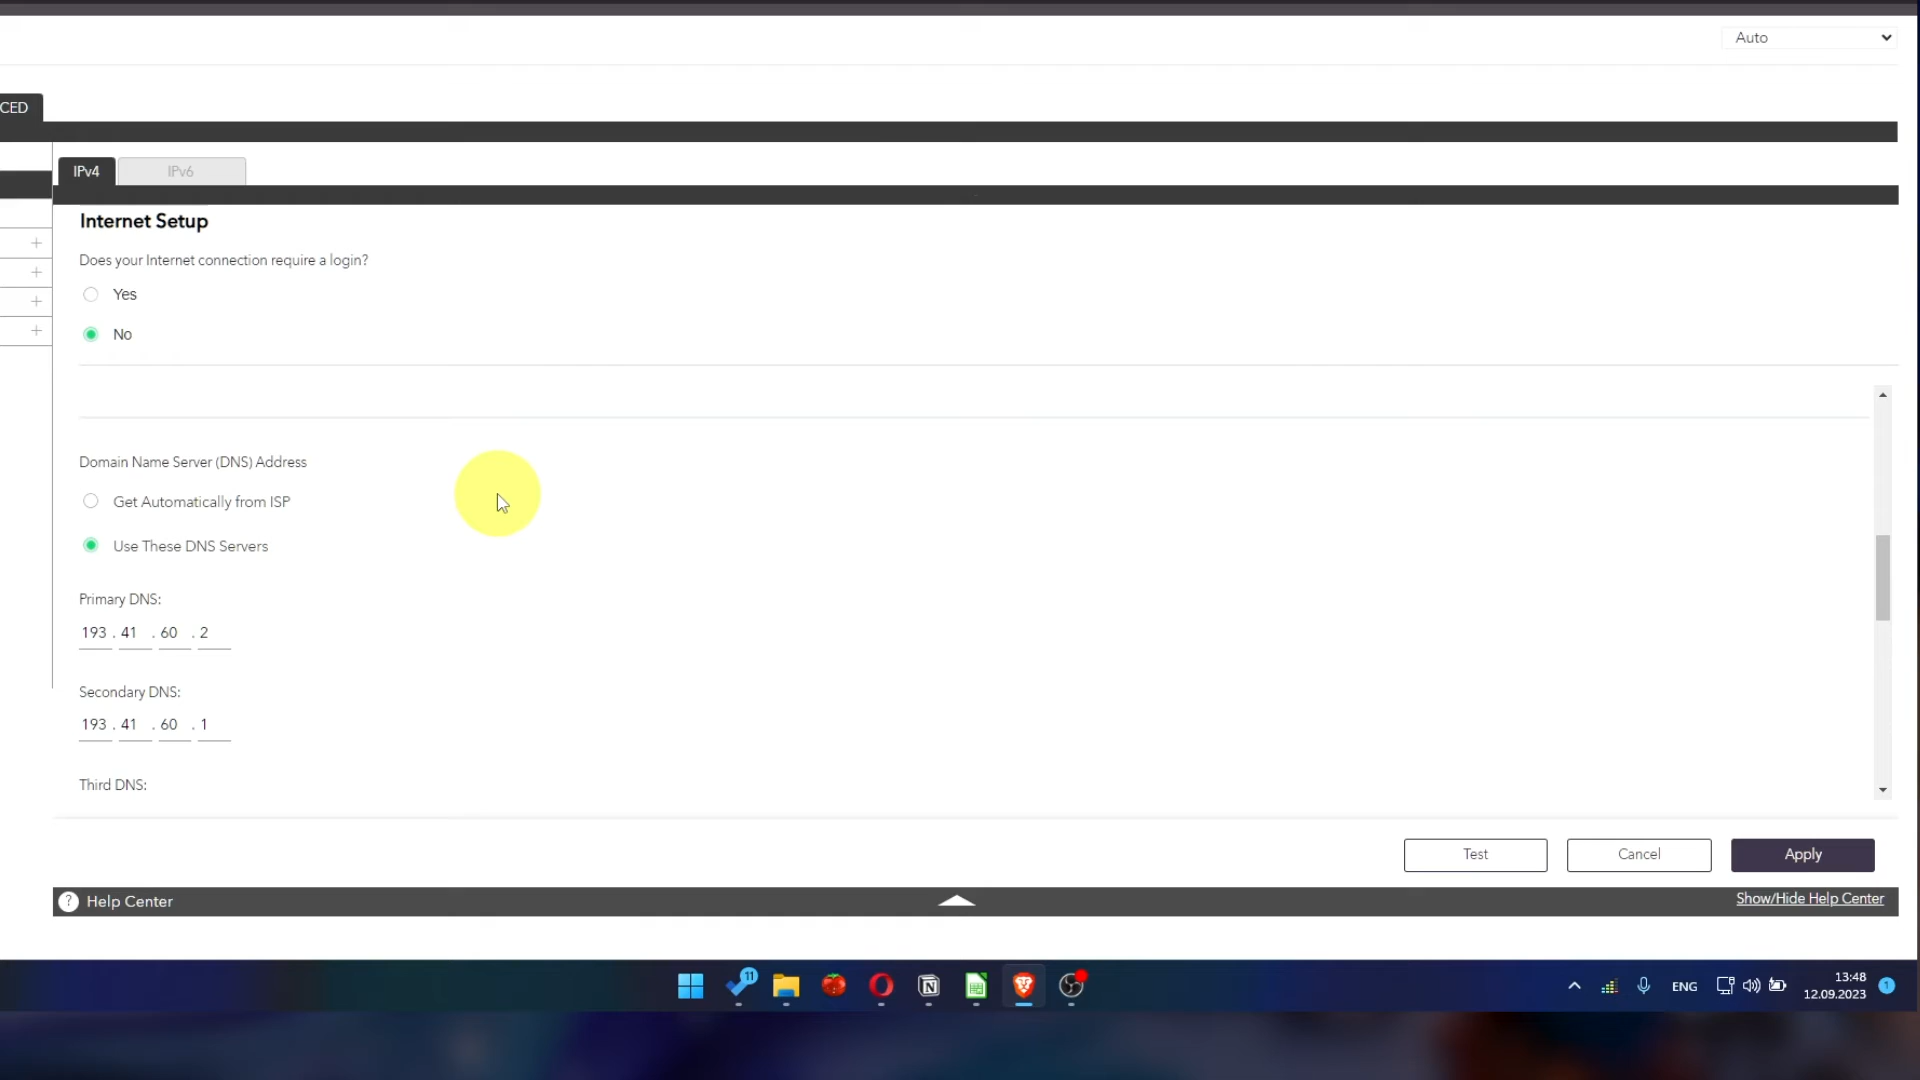 Auto
CED
IPv4
IPv6
Internet Setup
Does your Internet connection require a login?
Yes
No
Domain Name Server (DNS) Address
Get Automatically from ISP
Use These DNS Servers
Primary DNS:
193 . 41 . 60 . 2
Secondary DNS:
193 . 41 . 60 . 1
Third DNS:
Test
Cancel
Apply
? Help Center
Show/Hide Help Center
11
N
ENG
13:48
12.09.2023
1